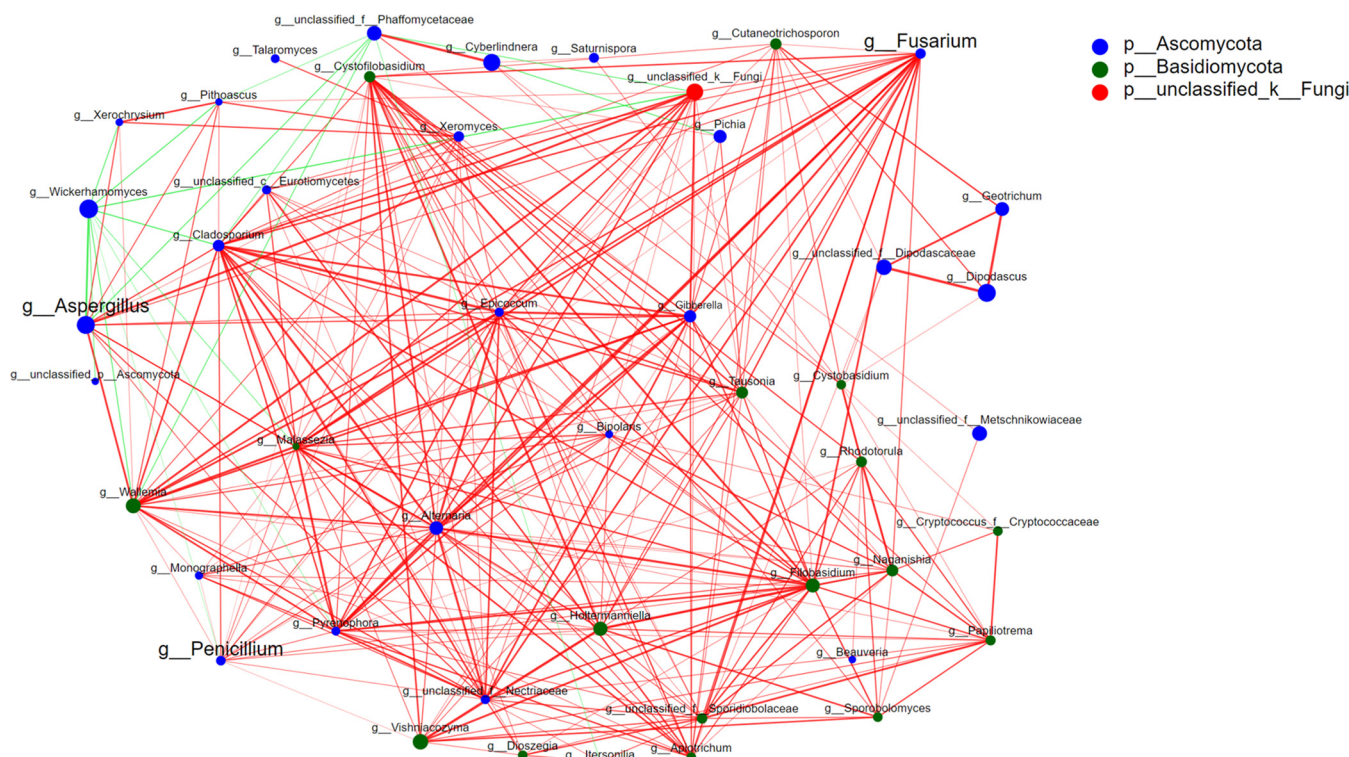 g__unclassified_f__Phaffomycetaceae
g__Cutaneotrichosporon
g__Fusarium
p__Ascomycota
g__Talaromyces
g__Cyberlindnera
g__Saturnispora
g__Cystofilobasidium
p__Basidiomycota
g__unclassified_k__Fungi
p__unclassified_k__Fungi
g__Pithoascus
g__Xerochrysium
g__Xeromyces
g__Pichia
g__unclassified_c__Eurotiomycetes
g__Wickerhamomyces
g__Geotrichum
g__Cladosporium
g__unclassified_f__Dipodascaceae
g__Dipodascus
g__Aspergillus
g__Epicoccum
g__Gibberella
g__unclassified_p__Ascomycota
g__Tausonia
g__Cystobasidium
g__unclassified_f__Metschnikowiaceae
g__Malassezia
g__Bipolaris
g__Rhodotorula
g__Wallemia
g__Alternaria
g__Cryptococcus_f__Cryptococcaceae
g__Naganishia
g__Monographella
g__Filobasidium
g__Pyrenophora
g__Holtermanniella
g__Papiliotrema
g__Penicillium
g__Beauveria
g__unclassified_f__Nectriaceae
g__unclassified_f__Sporidiobolaceae
g__Sporobolomyces
g__Vishniacozyma
g__Dioszegia
g__Itersonilia
g__Apiotrichum